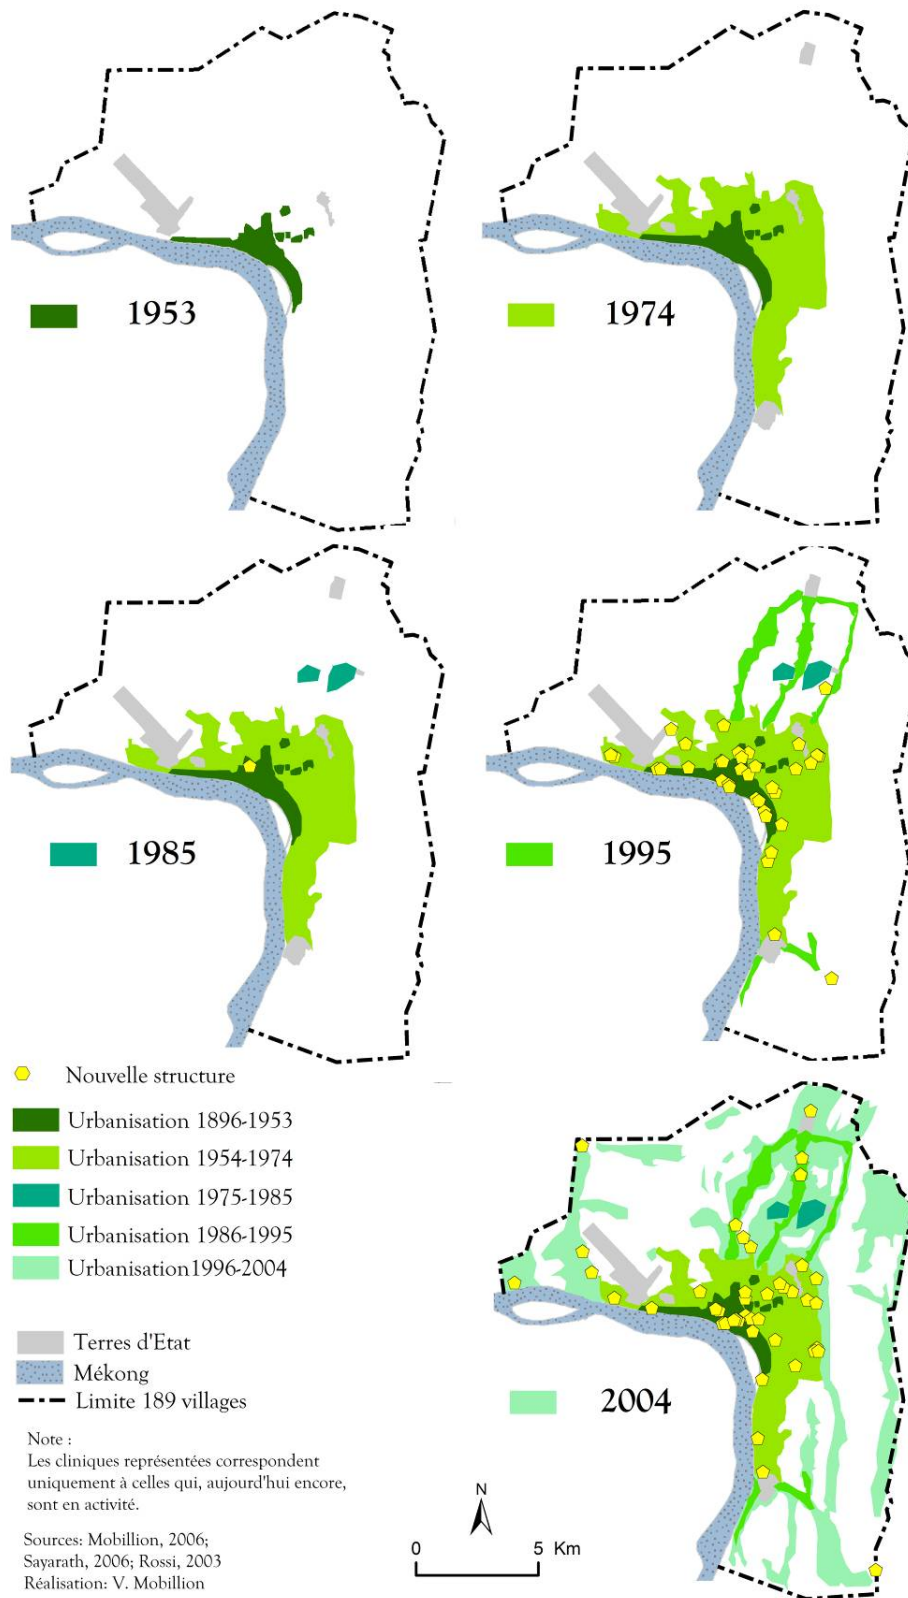 1953
1974
1985
1995
Nouvelle structure
Urbanisation 1896-1953
Urbanisation 1954-1974
Urbanisation 1975-1985
Urbanisation 1986-1995
Urbanisation1996-2004
2004
Terres d'Etat
Mékong
Limite 189 villages
Note :
Les cliniques représentées correspondent
uniquement à celles qui, aujourd'hui encore,
sont en activité.
Sources: Mobillion, 2006;
Sayarath, 2006; Rossi, 2003
Réalisation: V. Mobillion
N
0 5 Km